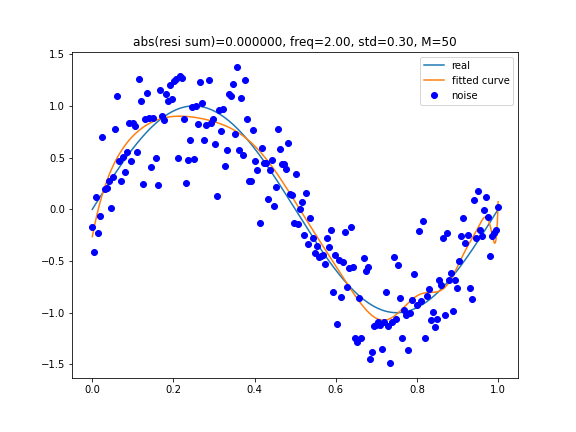 abs(resi sum)=0.000000, freq=2.00, std=0.30, M=50
real
fitted curve
noise
1.5
1.0
0.5
0.0
−0.5
−1.0
−1.5
0.0 0.2 0.4 0.6 0.8 1.0